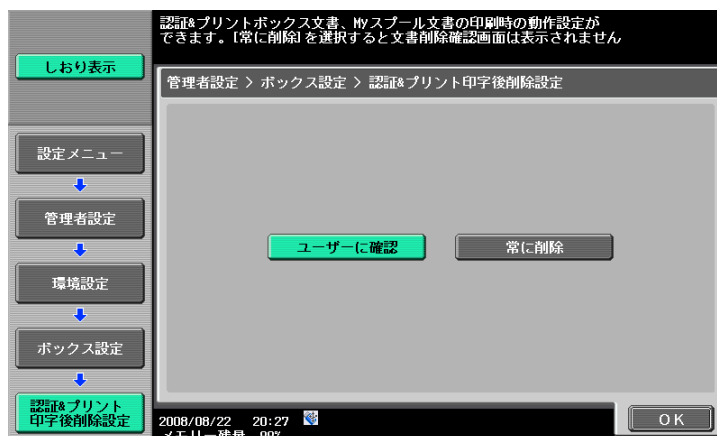 認証&プリントボックス文書、Myスプール文書の印刷時の動作設定が
できます。[常に削除]を選択すると文書削除確認画面は表示されません
しおり表示
管理者設定 > ボックス設定 > 認証&プリント印字後削除設定
設定メニュー
管理者設定
環境設定
ボックス設定
認証&プリント
印字後削除設定
ユーザーに確認
常に削除
2008/08/22 20:27
メモリー残量 99%
OK